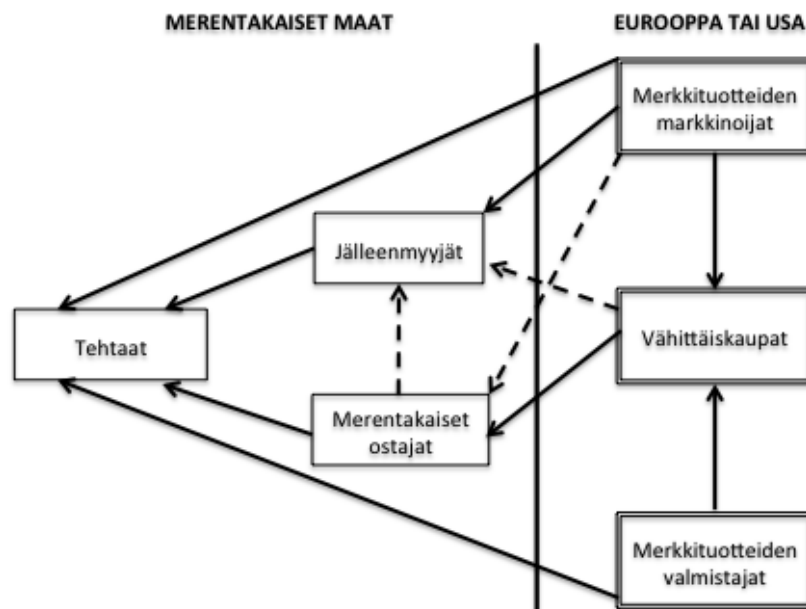 MERENTAKAISET MAAT
EUROOPPA TAI USA
Merkkituotteiden
markkinoijat
Jälleenmyyjät
Tehtaat
Vähittäiskaupat
Merentakaiset
ostajat
Merkkituotteiden
valmistajat